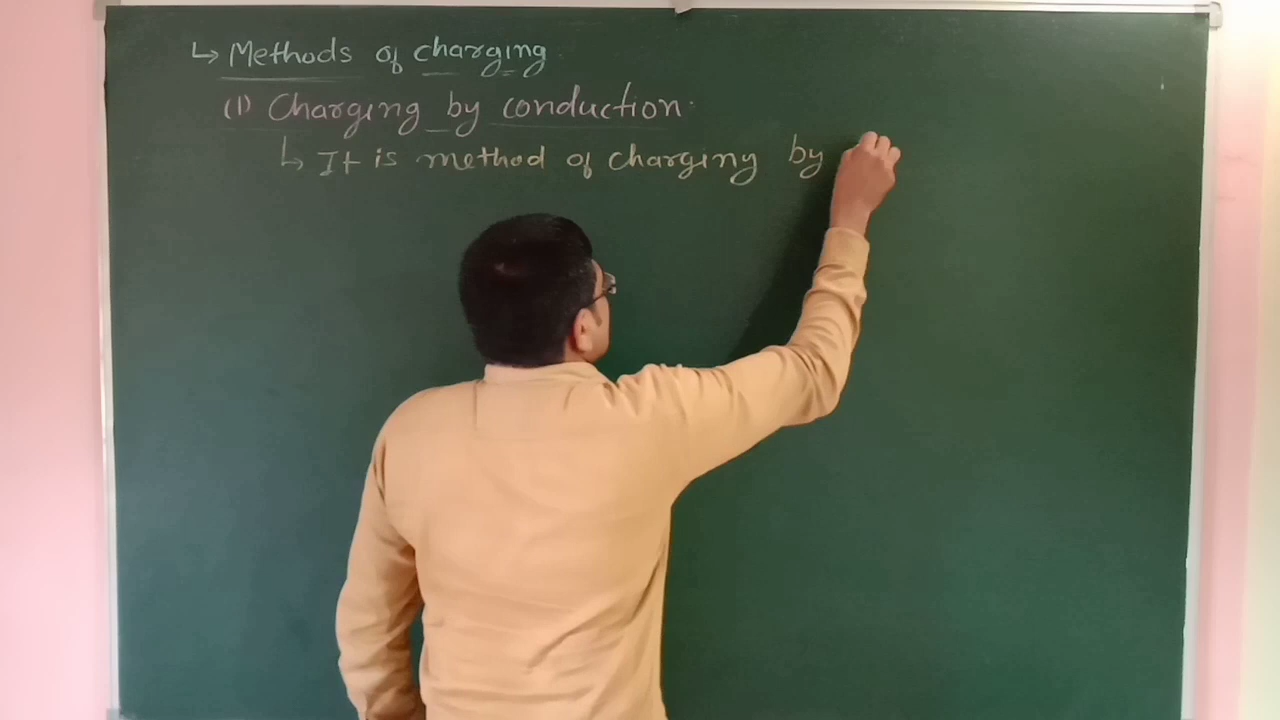 ↳ Methods of charging
(1) Charging by conduction.
↳ It is method of charging by